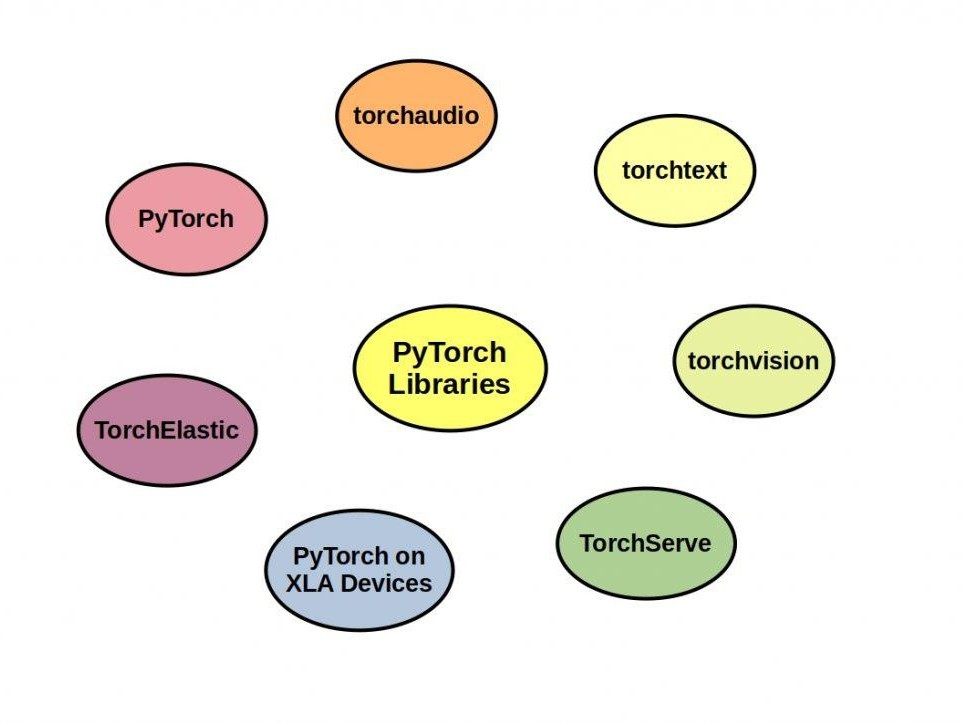 torchaudio
torchtext
PyTorch
PyTorch
Libraries
torchvision
TorchElastic
TorchServe
PyTorch on
XLA Devices